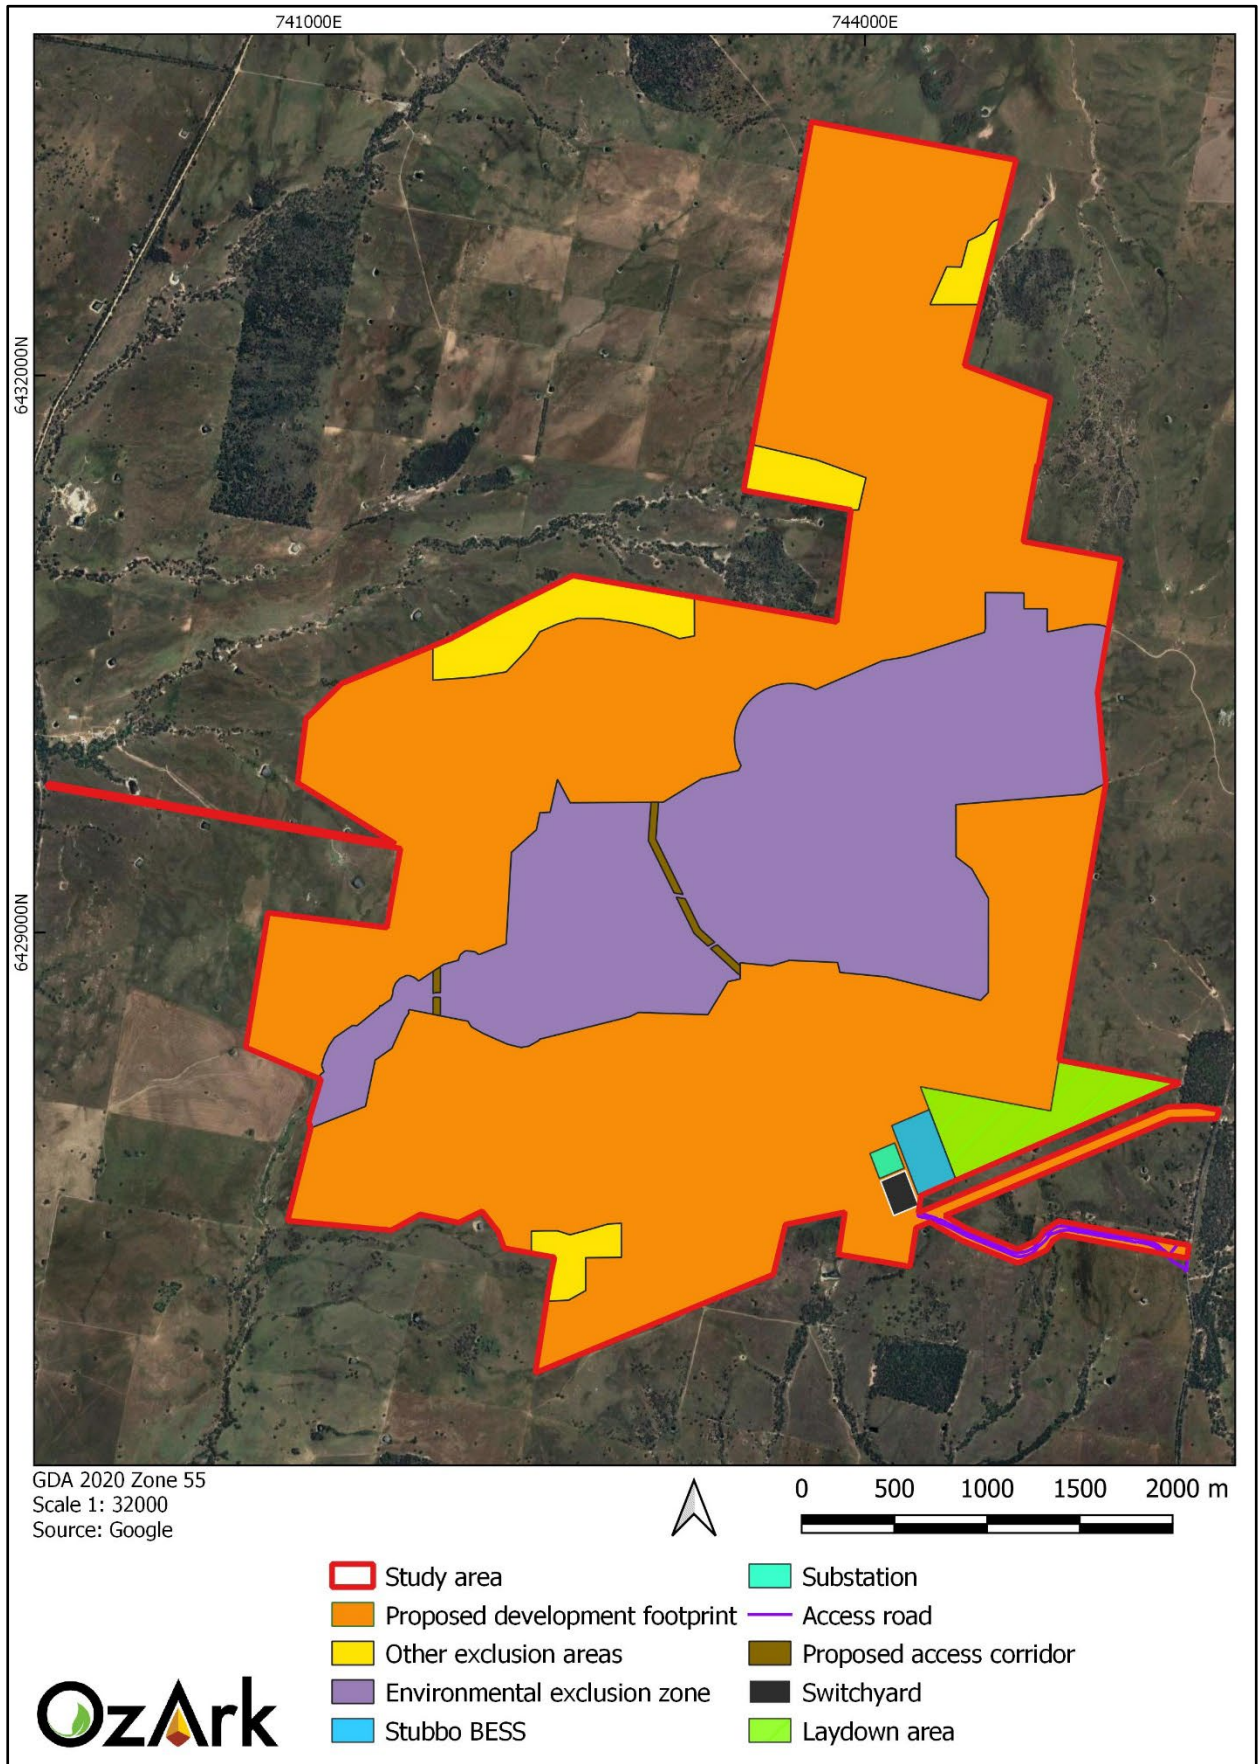 741000E
744000E
6432000N
6429000N
GDA 2020 Zone 55
Scale 1: 32000
Source: Google
0 500 1000 1500 2000 m
Study area
Proposed development footprint
Other exclusion areas
Environmental exclusion zone
Stubbo BESS
Substation
Access road
Proposed access corridor
Switchyard
Laydown area
OzArk